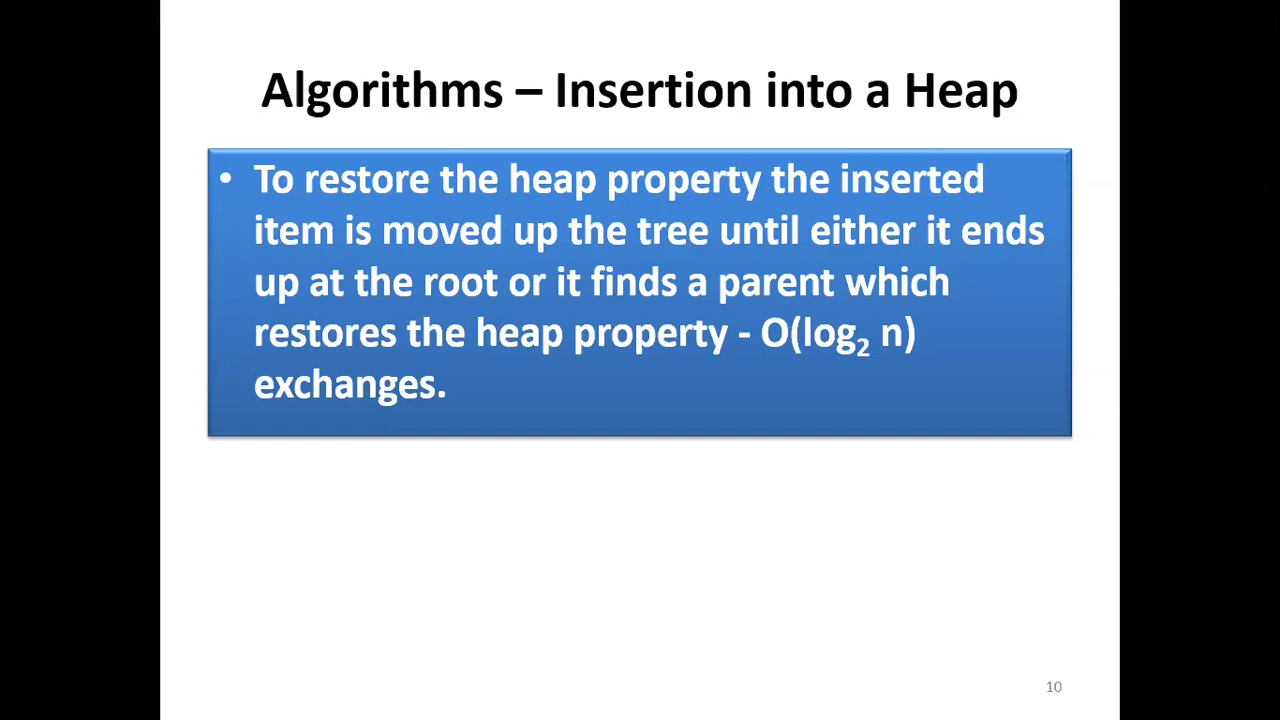 Algorithms – Insertion into a Heap
• To restore the heap property the inserted
item is moved up the tree until either it ends
up at the root or it finds a parent which
restores the heap property - O(log₂ n)
exchanges.
10